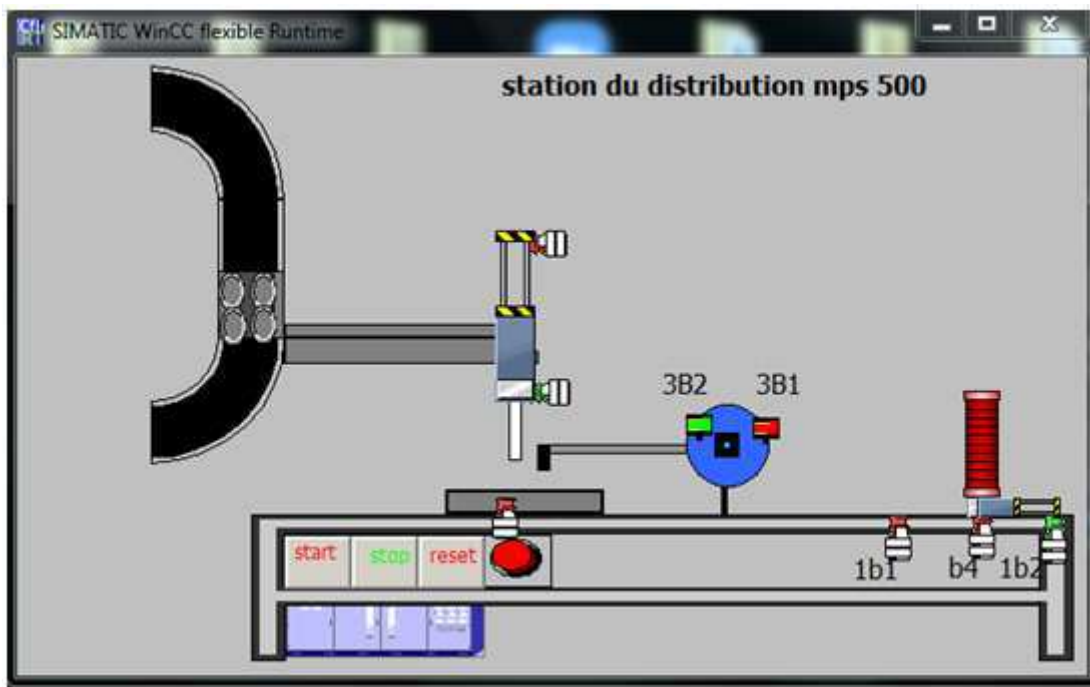 SIMATIC WinCC flexible Runtime
station du distribution mps 500
3B2 3B1
start stop reset
1b1 b4 1b2